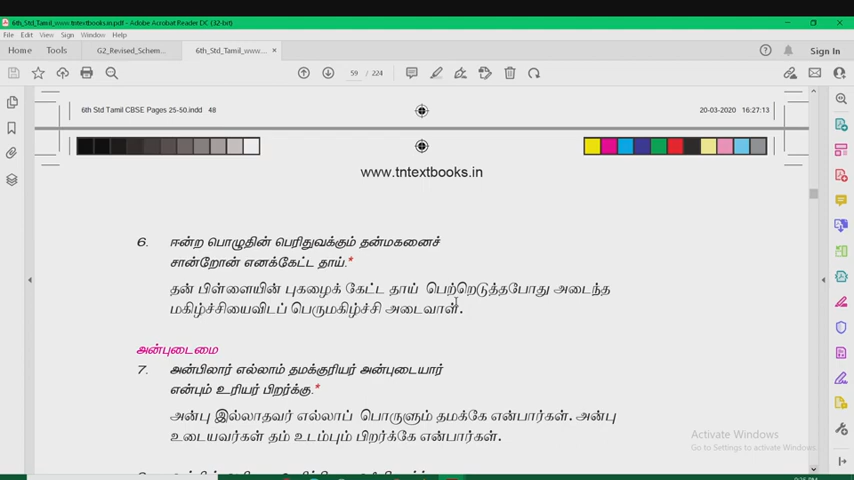 6th_Std_Tamil_www.tntextbooks.in.pdf - Adobe Acrobat Reader DC (32-bit)
File Edit View Sign Window Help
Home Tools G2_Revised_Schem... 6th_Std_Tamil_www.... × Sign In
59 / 224
6th Std Tamil CBSE Pages 25-50.indd 48 20-03-2020 16:27:13
www.tntextbooks.in
6. ஈன்ற பொழுதின் பெரிதுவக்கும் தன்மகனைச்
சான்றோன் எனக்கேட்ட தாய்.*
தன் பிள்ளையின் புகழைக் கேட்ட தாய் பெற்றெடுத்தபோது அடைந்த
மகிழ்ச்சியைவிடப் பெருமகிழ்ச்சி அடைவாள்.
அன்புடைமை
7. அன்பிலார் எல்லாம் தமக்குரியர் அன்புடையார்
என்பும் உரியர் பிறர்க்கு.*
அன்பு இல்லாதவர் எல்லாப் பொருளும் தமக்கே என்பார்கள். அன்பு
உடையவர்கள் தம் உடம்பும் பிறர்க்கே என்பார்கள்.
Activate Windows
Go to Settings to activate Windows.